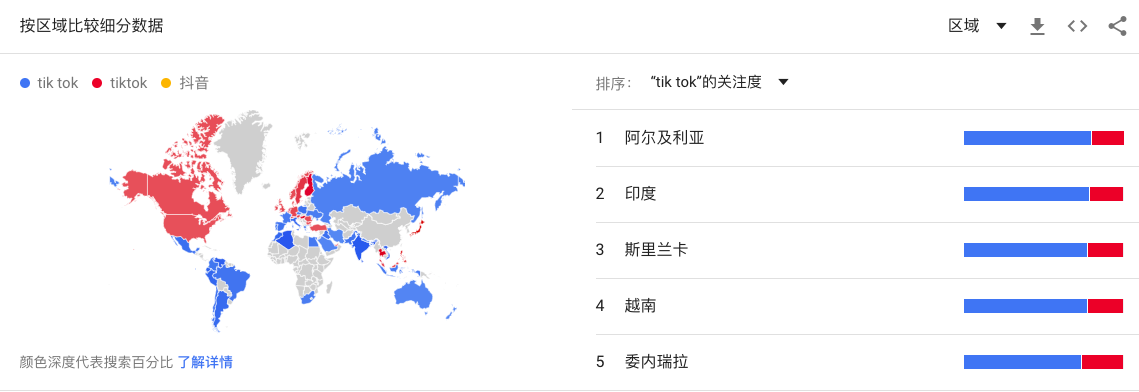 按区域比较细分数据
区域
tik tok tiktok 抖音
排序： “tik tok”的关注度
1 阿尔及利亚
2 印度
3 斯里兰卡
4 越南
5 委内瑞拉
颜色深度代表搜索百分比 了解详情